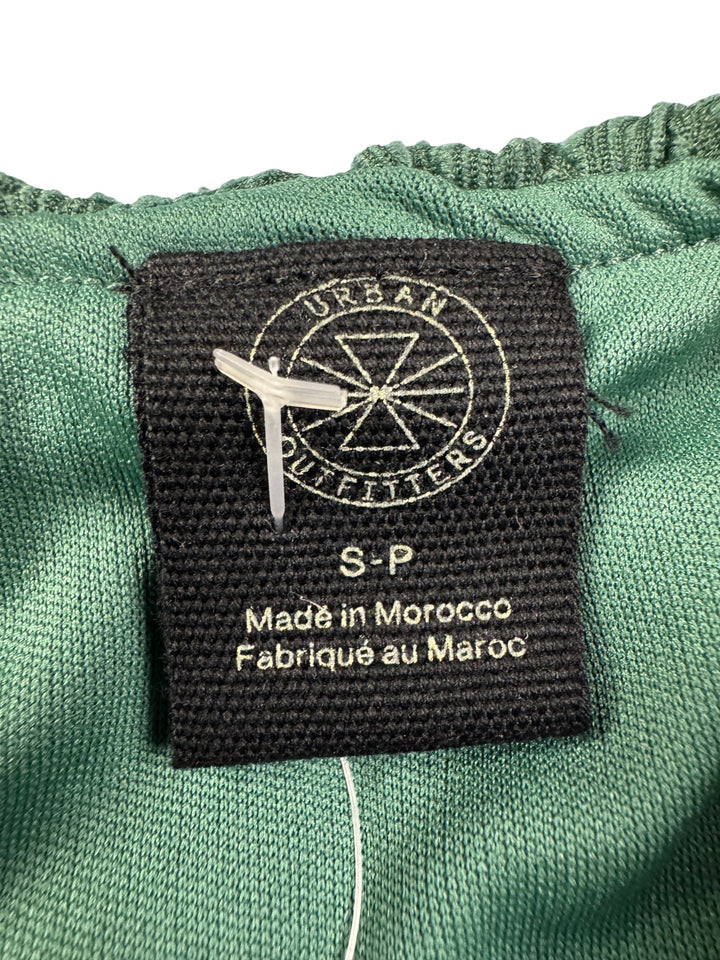 URBAN
OUTFITTERS
S-P
Made in Morocco
Fabriqué au Maroc